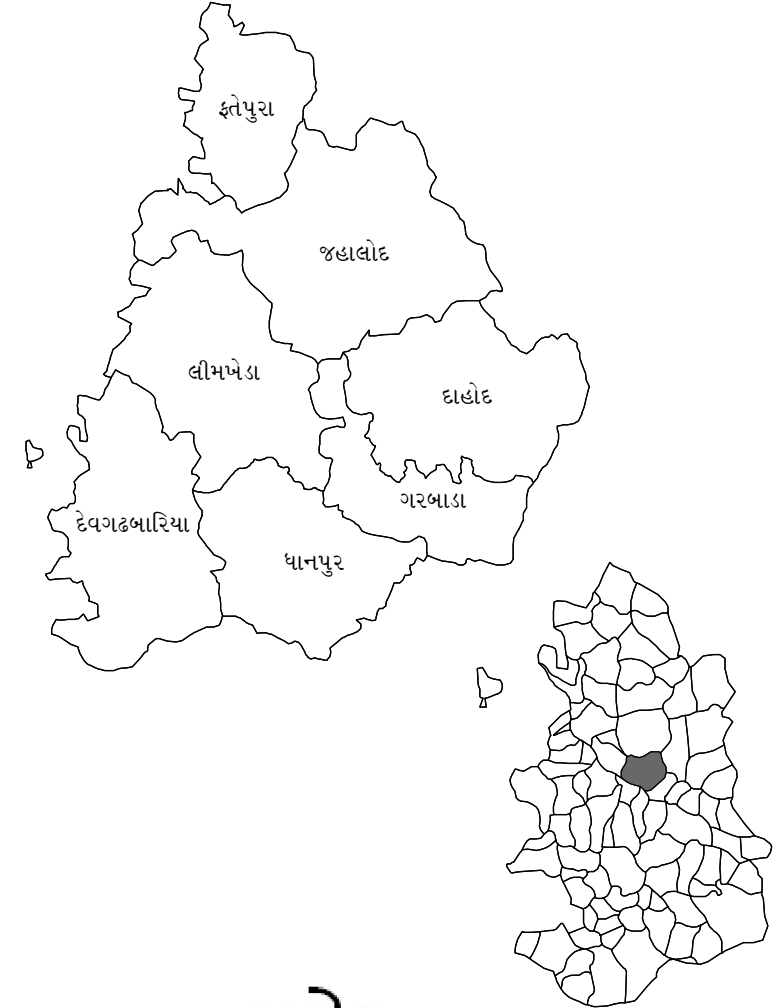 ફતેપુરા
જહાલોદ
લીમખેડા
દાહોદ
ગરબાડા
દેવગઢબારિયા
ધાનપુર